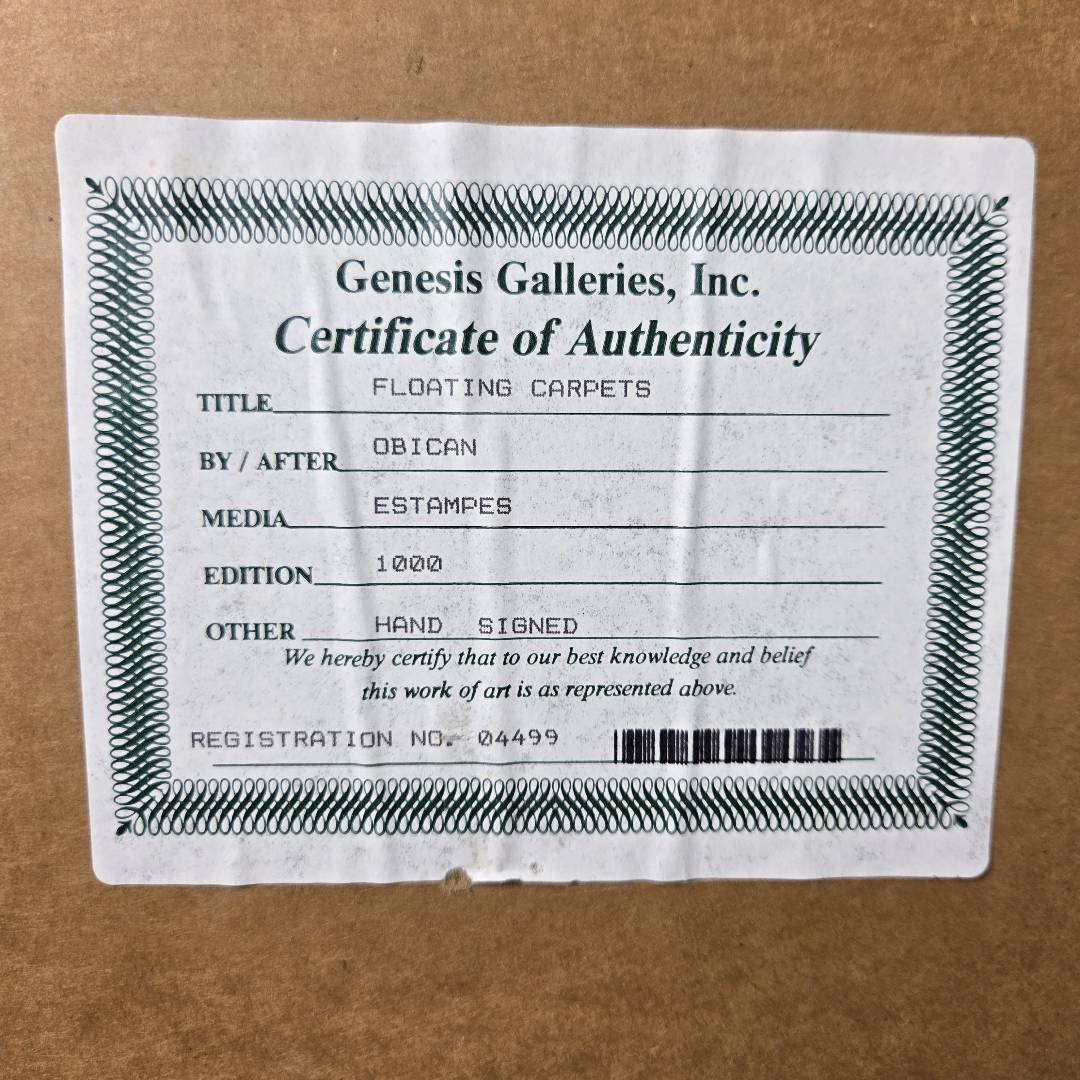 Genesis Galleries, Inc.
Certificate of Authenticity
TITLE FLOATING CARPETS
BY / AFTER OBICAN
MEDIA ESTAMPES
EDITION 1000
OTHER HAND SIGNED
We hereby certify that to our best knowledge and belief
this work of art is as represented above.
REGISTRATION NO. 04499